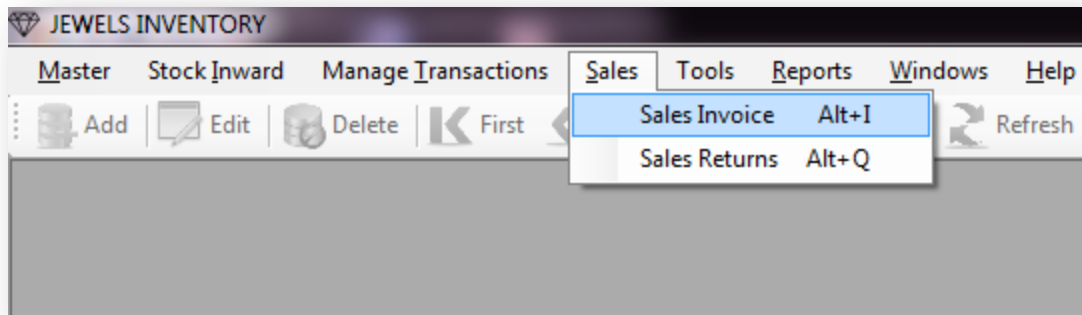 JEWELS INVENTORY
Master Stock Inward Manage Transactions Sales Tools Reports Windows Help
Add Edit Delete First Refresh
Sales Invoice Alt+I
Sales Returns Alt+Q